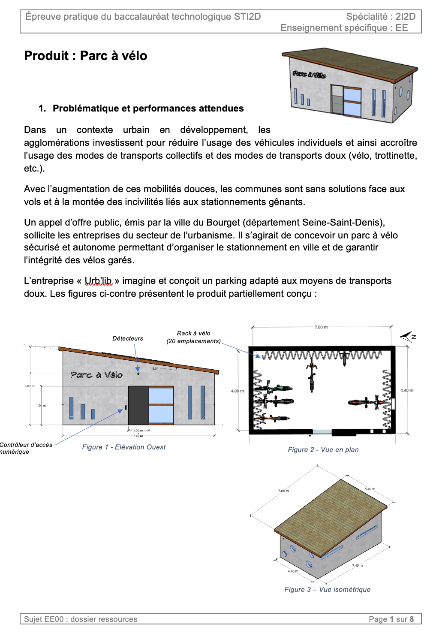 Épreuve pratique du baccalauréat technologique STI2D
Spécialité : 2I2D
Enseignement spécifique : EE
Produit : Parc à vélo
Parc à Vélo
1. Problématique et performances attendues
Dans un contexte urbain en développement, les
agglomérations investissent pour réduire l'usage des véhicules individuels et ainsi accroître
l'usage des modes de transports collectifs et des modes de transports doux (vélo, trottinette,
etc.).
Avec l'augmentation de ces mobilités douces, les communes sont sans solutions face aux
vols et à la montée des incivilités liés aux stationnements gênants.
Un appel d'offre public, émis par la ville du Bourget (département Seine-Saint-Denis),
sollicite les entreprises du secteur de l'urbanisme. Il s'agirait de concevoir un parc à vélo
sécurisé et autonome permettant d'organiser le stationnement en ville et de garantir
l'intégrité des vélos garés.
L'entreprise « Urb'lib » imagine et conçoit un parking adapté aux moyens de transports
doux. Les figures ci-contre présentent le produit partiellement conçu :
Détecteurs
Rack à vélo
(20 emplacements)
Parc à Vélo
Contrôleur d'accès
numérique
Figure 1 - Elévation Ouest
7.60 m
4.00 m
N
Figure 2 - Vue en plan
Figure 3 – Vue isométrique
Sujet EE00 : dossier ressources
Page 1 sur 8